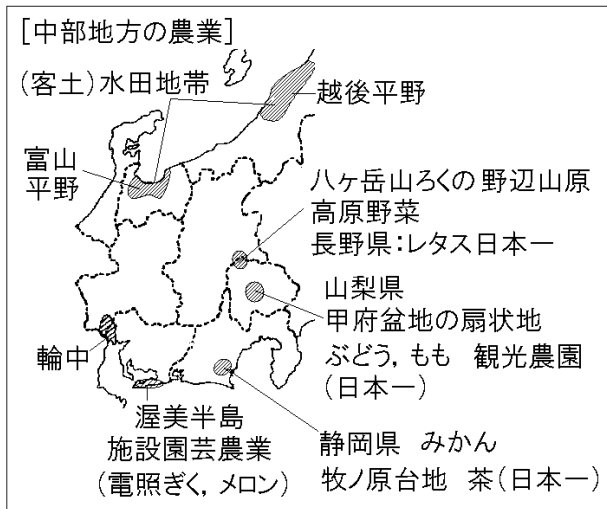 [中部地方の農業]
(客土)水田地帯
越後平野
富山
平野
八ヶ岳山ろくの野辺山原
高原野菜
長野県:レタス日本一
山梨県
甲府盆地の扇状地
ぶどう,もも 観光農園
(日本一)
輪中
渥美半島
施設園芸農業
(電照ぎく,メロン)
静岡県 みかん
牧ノ原台地 茶(日本一)